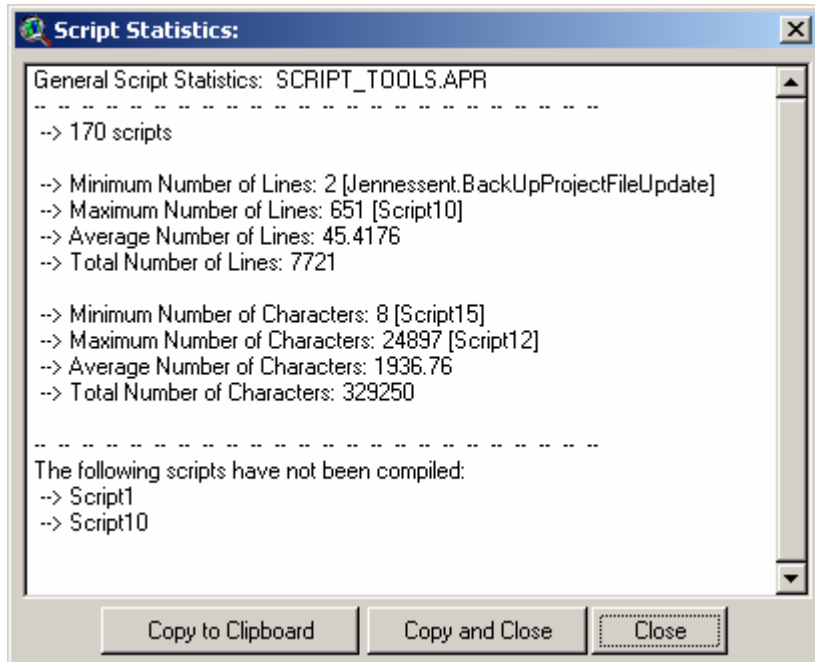 Script Statistics:
General Script Statistics:  SCRIPT_TOOLS.APR
-- -- -- -- -- -- -- -- -- -- -- -- -- -- -- -- -- -- -- -- -- -- -- --
--> 170 scripts
--> Minimum Number of Lines: 2 [Jennessent.BackUpProjectFileUpdate]
--> Maximum Number of Lines: 651 [Script10]
--> Average Number of Lines: 45.4176
--> Total Number of Lines: 7721
--> Minimum Number of Characters: 8 [Script15]
--> Maximum Number of Characters: 24897 [Script12]
--> Average Number of Characters: 1936.76
--> Total Number of Characters: 329250
-- -- -- -- -- -- -- -- -- -- -- -- -- -- -- -- -- -- -- -- -- -- -- --
The following scripts have not been compiled:
--> Script1
--> Script10
Copy to Clipboard
Copy and Close
Close